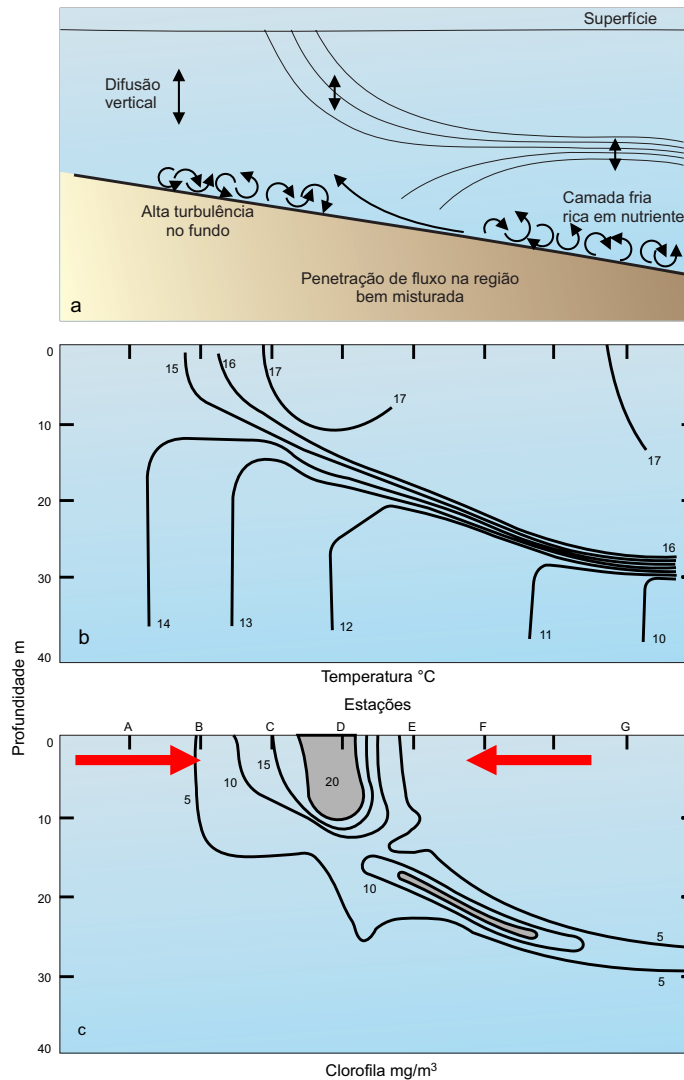 Superfície
Difusão
vertical
Camada fria
rica em nutriente
Alta turbulência
no fundo
Penetração de fluxo na região
bem misturada
a
0
15
16
17
17
10
17
20
16
30
14
13
12
11
10
b
40
Profundidade m
Temperatura °C
Estações
A B C D E F G
0
15
10
20
5
10
10
20
5
30
5
c
40
Clorofila mg/m³